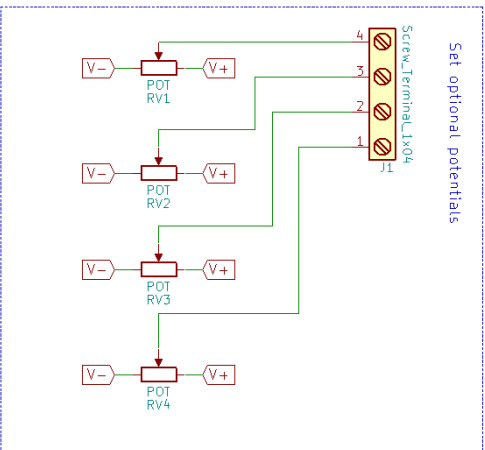 4
3
2
1
Screw_Terminal_1x04
J1
Set optional potentials
V-
V+
POT
RV1
V-
V+
POT
RV2
V-
V+
POT
RV3
V-
V+
POT
RV4